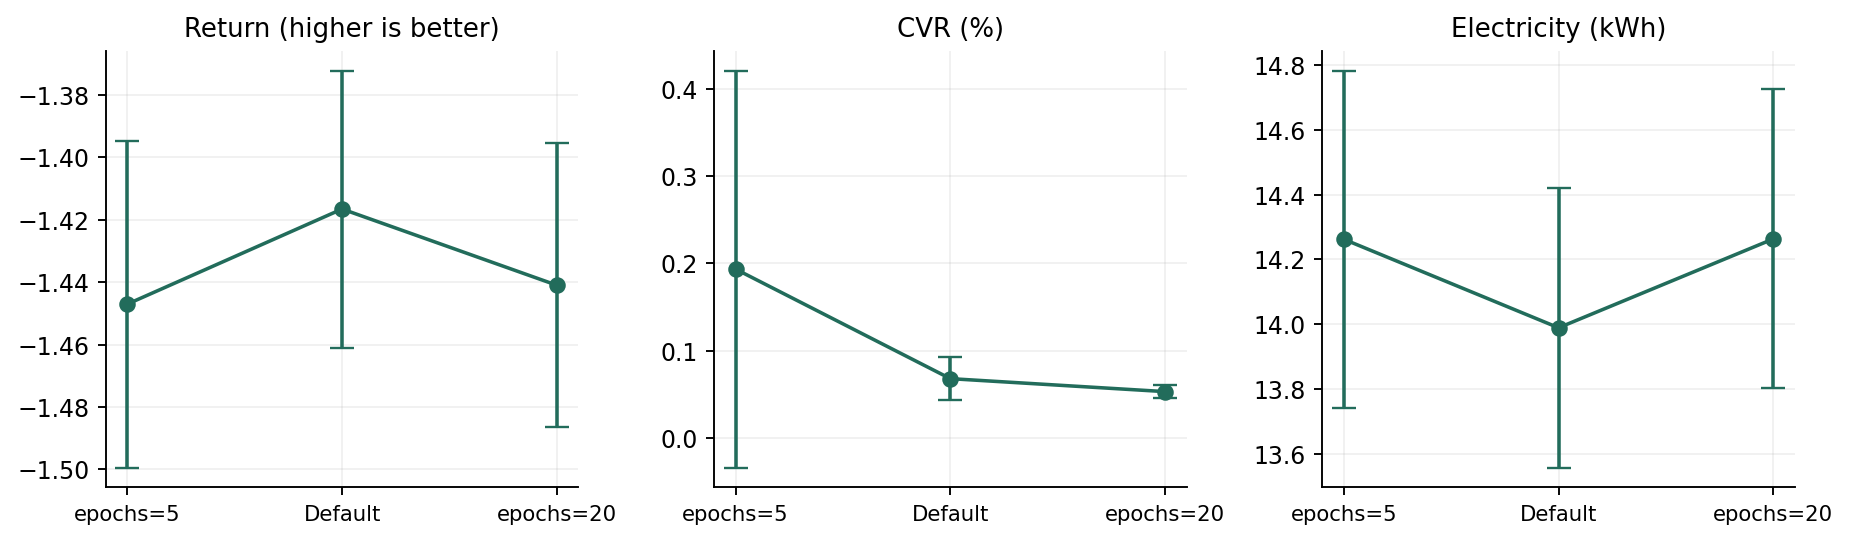 Return (higher is better)
−1.38
−1.40
−1.42
−1.44
−1.46
−1.48
−1.50
epochs=5
Default
epochs=20
CVR (%)
0.4
0.3
0.2
0.1
0.0
epochs=5
Default
epochs=20
Electricity (kWh)
14.8
14.6
14.4
14.2
14.0
13.8
13.6
epochs=5
Default
epochs=20